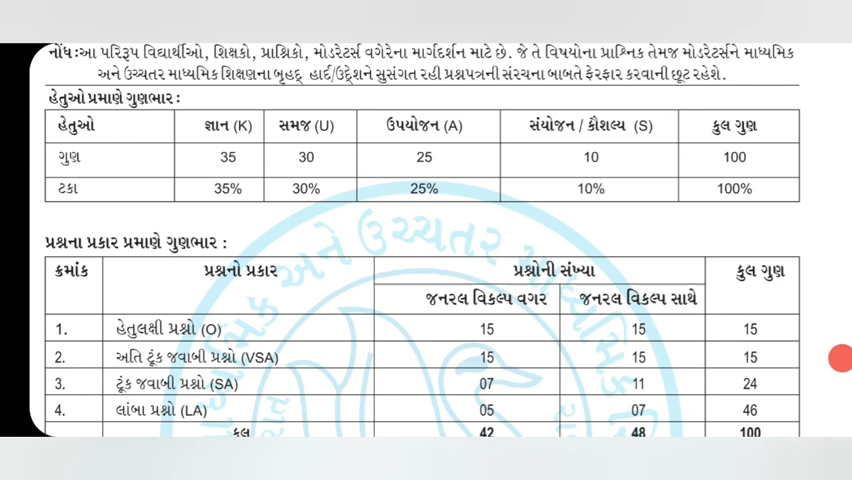 નોંધ : આ પરિરૂપ વિદ્યાર્થીઓ, શિક્ષકો, પ્રાશ્નિકો, મોડરેટર્સ વગેરેના માર્ગદર્શન માટે છે. જે તે વિષયોના પ્રાશ્નિક તેમજ મોડરેટર્સને માધ્યમિક
અને ઉચ્ચતર માધ્યમિક શિક્ષણના બૃહદ્ હાર્દ/ઉદ્દેશને સુસંગત રહી પ્રશ્નપત્રની સંરચના બાબતે ફેરફાર કરવાની છૂટ રહેશે.
હેતુઓ પ્રમાણે ગુણભાર :
હેતુઓ જ્ઞાન (K) સમજ (U) ઉપયોજન (A) સંયોજન / કૌશલ્ય (S) કુલ ગુણ
ગુણ 35 30 25 10 100
ટકા 35% 30% 25% 10% 100%
પ્રશ્નના પ્રકાર પ્રમાણે ગુણભાર :
ક્રમાંક પ્રશ્નનો પ્રકાર પ્રશ્નોની સંખ્યા કુલ ગુણ
જનરલ વિકલ્પ વગર જનરલ વિકલ્પ સાથે
1. હેતુલક્ષી પ્રશ્નો (O) 15 15 15
2. અતિ ટૂંક જવાબી પ્રશ્નો (VSA) 15 15 15
3. ટૂંક જવાબી પ્રશ્નો (SA) 07 11 24
4. લાંબા પ્રશ્નો (LA) 05 07 46
કુલ 42 48 100